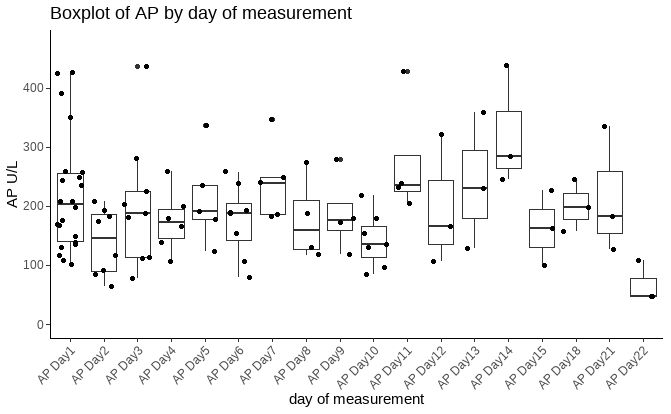 Boxplot of AP by day of measurement
AP IU/L
400
300
200
100
0
AP Day1
AP Day2
AP Day3
AP Day4
AP Day5
AP Day6
AP Day7
AP Day8
AP Day9
AP Day10
AP Day11
AP Day12
AP Day13
AP Day14
AP Day15
AP Day18
AP Day21
AP Day22
day of measurement